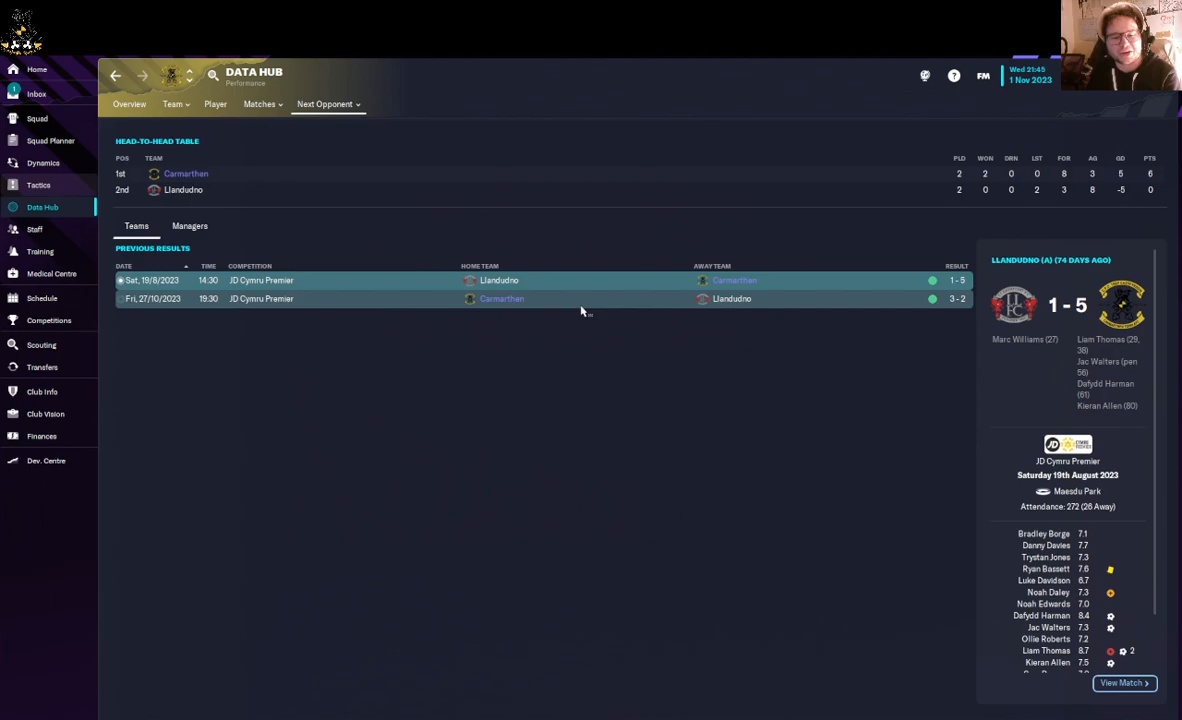 Home
1
Inbox
Squad
Squad Planner
Dynamics
Tactics
Data Hub
Staff
Training
Medical Centre
Schedule
Competitions
Scouting
Transfers
Club Info
Club Vision
Finances
Dev. Centre
DATA HUB
Performance
FM
Wed 21:45
1 Nov 2023
Overview Team Player Matches Next Opponent
HEAD-TO-HEAD TABLE
POS TEAM PLD WON DRN LST FOR AG GD PTS
1st Carmarthen 2 2 0 0 8 3 5 6
2nd Llandudno 2 0 0 2 3 8 -5 0
Teams Managers
PREVIOUS RESULTS
DATE TIME COMPETITION HOME TEAM AWAY TEAM RESULT
Sat, 19/8/2023 14:30 JD Cymru Premier Llandudno Carmarthen 1 - 5
Fri, 27/10/2023 19:30 JD Cymru Premier Carmarthen Llandudno 3 - 2
LLANDUDNO (A) (74 DAYS AGO)
1 - 5
Marc Williams (27)
Liam Thomas (29,
38)
Jac Walters (pen
56)
Dafydd Harman
(61)
Kieran Allen (80)
JD
JD Cymru Premier
Saturday 19th August 2023
Maesdu Park
Attendance: 272 (26 Away)
Bradley Borge 7.1
Danny Davies 7.7
Trystan Jones 7.3
Ryan Bassett 7.6
Luke Davidson 6.7
Noah Daley 7.3
Noah Edwards 7.0
Dafydd Harman 8.4
Jac Walters 7.3
Ollie Roberts 7.2
Liam Thomas 8.7 2
Kieran Allen 7.5
View Match >